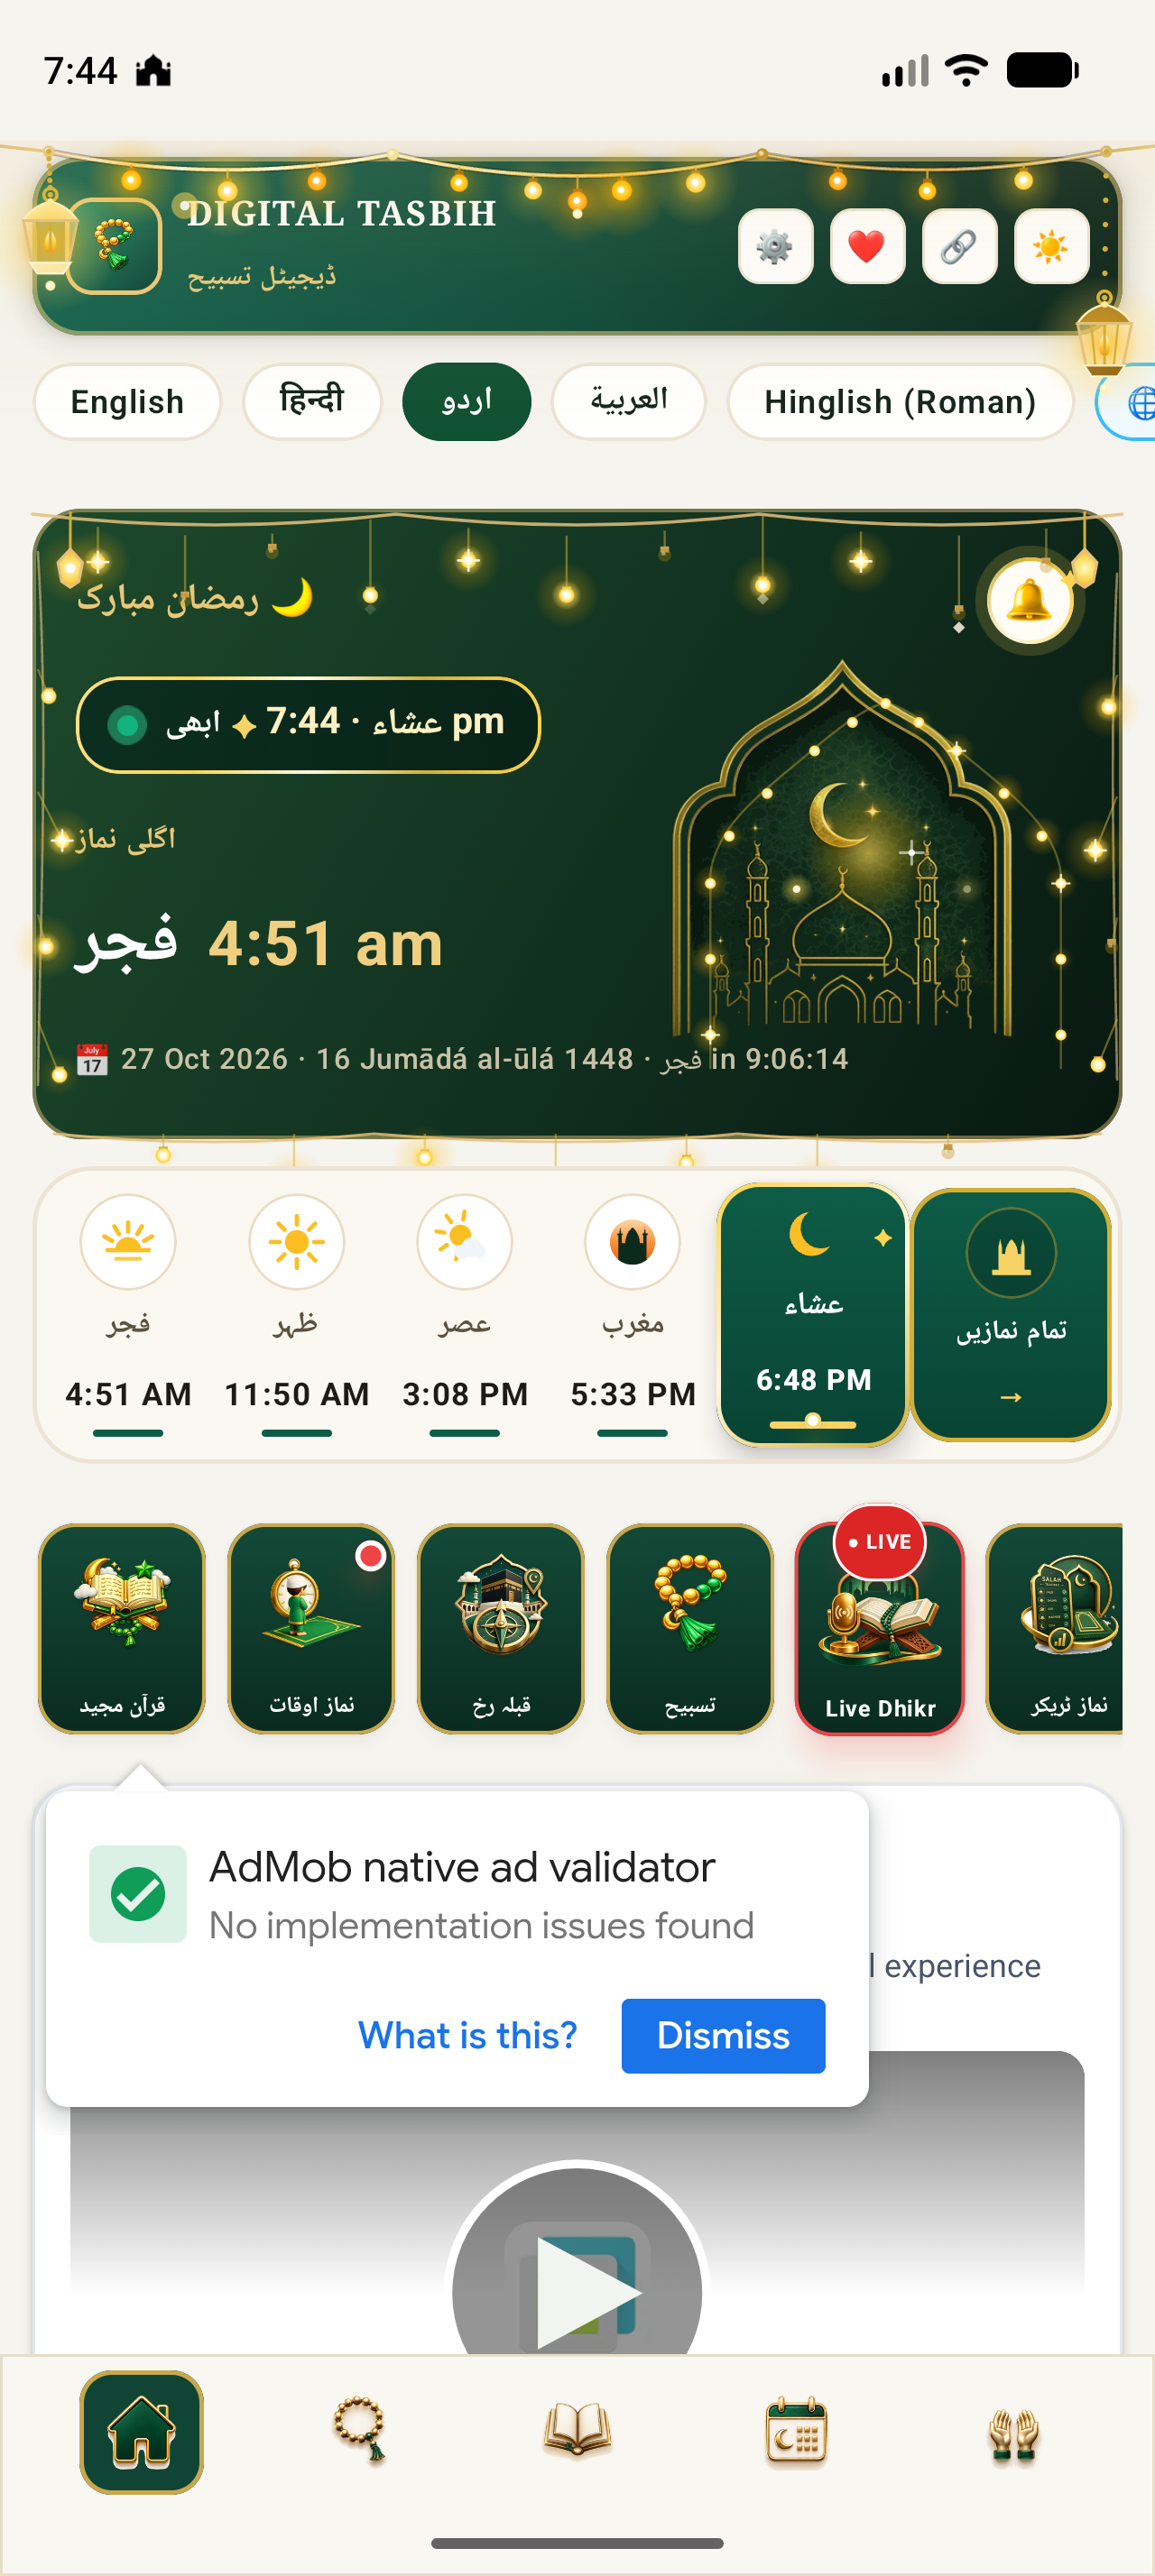 7:44
DIGITAL TASBIH
ڈیجیٹل تسبیح
English
हिन्दी
اردو
العربية
Hinglish (Roman)
رمضان مبارک 🌙
ابھی ✦ 7:44 · عشاء pm
اگلی نماز
فجر 4:51 am
July 17
27 Oct 2026 · 16 Jumādá al-ūlá 1448 · فجر in 9:06:14
فجر
4:51 AM
ظہر
11:50 AM
عصر
3:08 PM
مغرب
5:33 PM
عشاء
6:48 PM
تمام نمازیں
→
قرآن مجید
نماز اوقات
قبلہ رخ
تسبیح
• LIVE
Live Dhikr
SALAH
نماز ٹریکر
AdMob native ad validator
No implementation issues found
l experience
What is this?
Dismiss